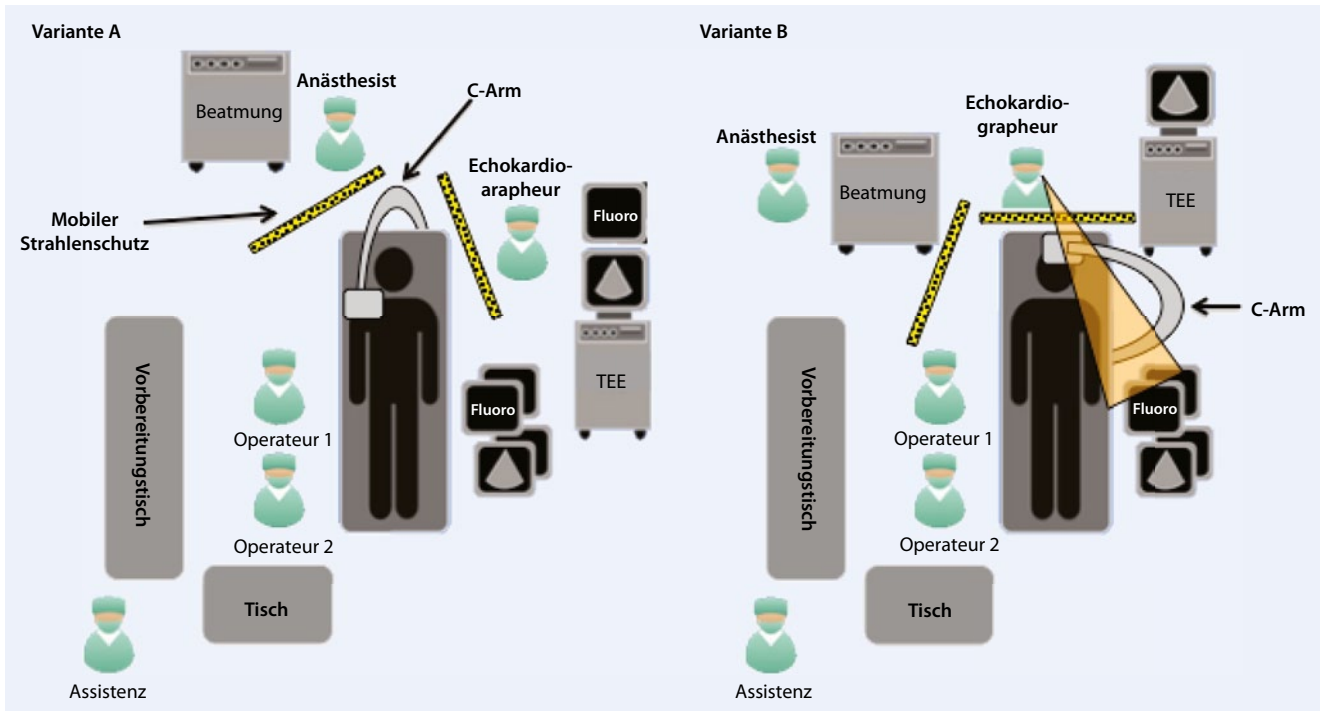 Variante A
Anästhesist
C-Arm
Beatmung
Echokardio-
arapheur
Mobiler
Strahlenschutz
Fluoro
TEE
Vorbereitungstisch
Fluoro
Operateur 1
Operateur 2
Tisch
Assistenz
Variante B
Echokardio-
grapheur
Anästhesist
Beatmung
TEE
C-Arm
Vorbereitungstisch
Fluoro
Operateur 1
Operateur 2
Tisch
Assistenz